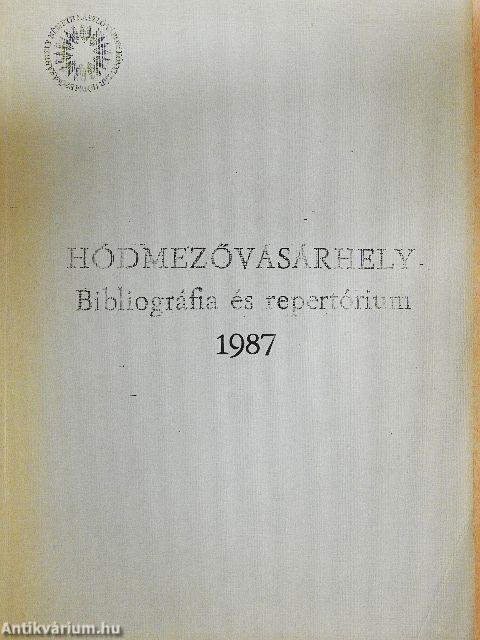 HÓDMEZŐVÁSÁRHELY
Bibliográfia és repertórium
1987
Antikvárium.hu